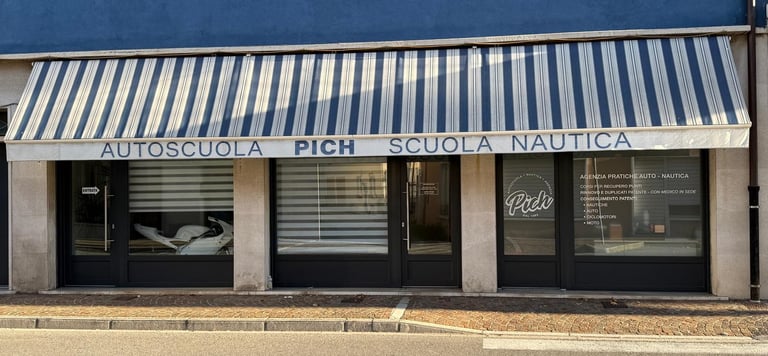 AUTOSCUOLA PICH SCUOLA NAUTICA
ENTRATA
Pich
AGENZIA PRATICHE AUTO - NAUTICA
CORSI PER RECUPERO PUNTI
RINNOVO E DUPLICATI PATENTE - CON MEDICO IN SEDE
CONSEGUIMENTO PATENTI:
• NAUTICHE
• AUTO
• CICLOMOTORI
• MOTO